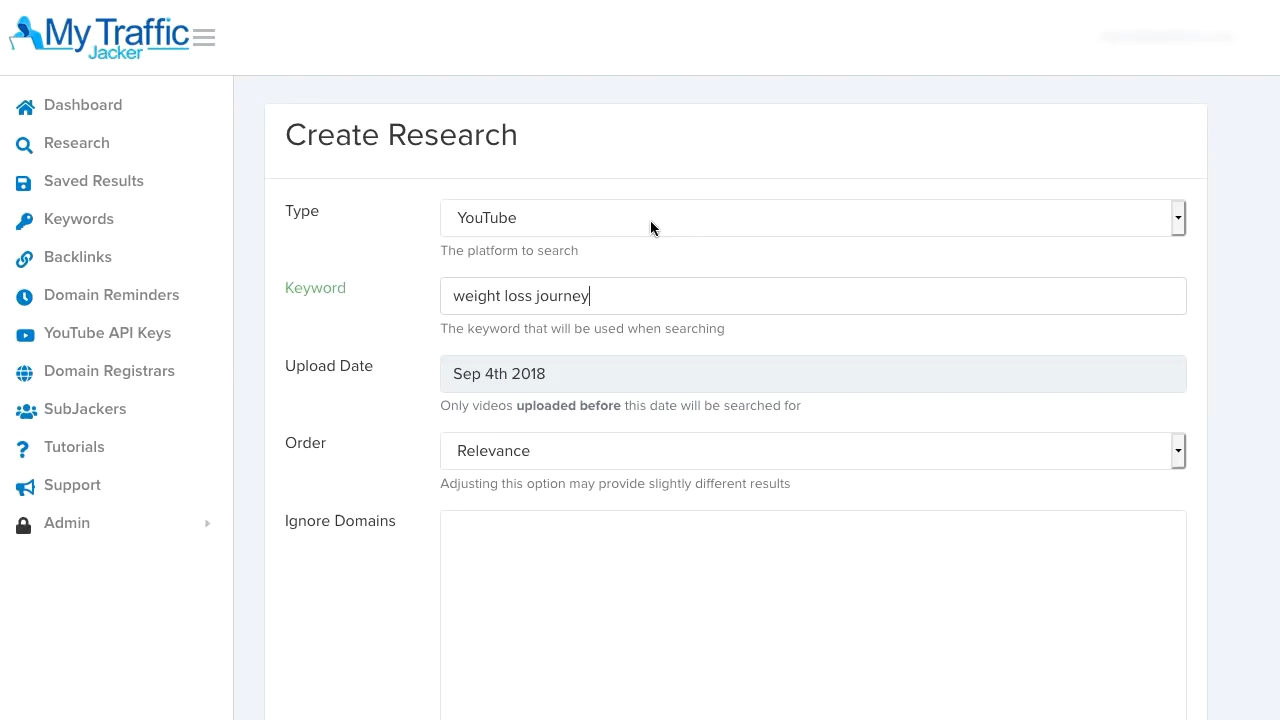 My Traffic
Jacker
Dashboard
Research
Saved Results
Keywords
Backlinks
Domain Reminders
YouTube API Keys
Domain Registrars
SubJackers
Tutorials
Support
Admin
Create Research
Type
YouTube
The platform to search
Keyword
weight loss journey
The keyword that will be used when searching
Upload Date
Sep 4th 2018
Only videos uploaded before this date will be searched for
Order
Relevance
Adjusting this option may provide slightly different results
Ignore Domains